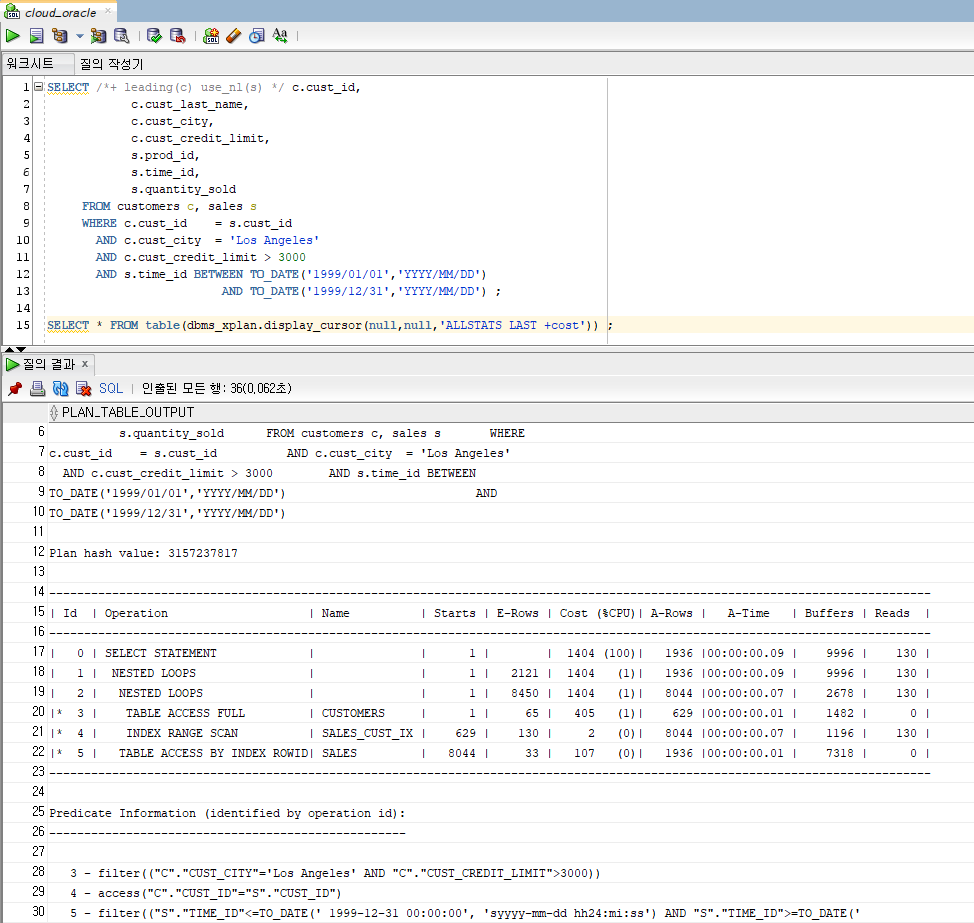 cloud_oracle
워크시트 질의 작성기
1 SELECT /*+ leading(c) use_nl(s) */ c.cust_id,
2 c.cust_last_name,
3 c.cust_city,
4 c.cust_credit_limit,
5 s.prod_id,
6 s.time_id,
7 s.quantity_sold
8 FROM customers c, sales s
9 WHERE c.cust_id = s.cust_id
10 AND c.cust_city = 'Los Angeles'
11 AND c.cust_credit_limit > 3000
12 AND s.time_id BETWEEN TO_DATE('1999/01/01','YYYY/MM/DD')
13 AND TO_DATE('1999/12/31','YYYY/MM/DD') ;
14
15 SELECT * FROM table(dbms_xplan.display_cursor(null,null,'ALLSTATS LAST +cost')) ;
질의 결과 x
SQL | 인출된 모든 행: 36(0,062초)
PLAN_TABLE_OUTPUT
6 s.quantity_sold FROM customers c, sales s WHERE
7 c.cust_id = s.cust_id AND c.cust_city = 'Los Angeles'
8 AND c.cust_credit_limit > 3000 AND s.time_id BETWEEN
9 TO_DATE('1999/01/01','YYYY/MM/DD') AND
10 TO_DATE('1999/12/31','YYYY/MM/DD')
11
12 Plan hash value: 3157237817
13
14 ------------------------------------------------------------------------------------------------------------------------------
15 | Id | Operation | Name | Starts | E-Rows | Cost (%CPU)| A-Rows | A-Time | Buffers | Reads |
16 ------------------------------------------------------------------------------------------------------------------------------
17 | 0 | SELECT STATEMENT | | 1 | | 1404 (100)| 1936 |00:00:00.09 | 9996 | 130 |
18 | 1 | NESTED LOOPS | | 1 | 2121 | 1404 (1)| 1936 |00:00:00.09 | 9996 | 130 |
19 | 2 | NESTED LOOPS | | 1 | 8450 | 1404 (1)| 8044 |00:00:00.07 | 2678 | 130 |
20 |* 3 | TABLE ACCESS FULL | CUSTOMERS | 1 | 65 | 405 (1)| 629 |00:00:00.01 | 1482 | 0 |
21 |* 4 | INDEX RANGE SCAN | SALES_CUST_IX | 629 | 130 | 2 (0)| 8044 |00:00:00.07 | 1196 | 130 |
22 |* 5 | TABLE ACCESS BY INDEX ROWID| SALES | 8044 | 33 | 107 (0)| 1936 |00:00:00.01 | 7318 | 0 |
23 ------------------------------------------------------------------------------------------------------------------------------
24
25 Predicate Information (identified by operation id):
26 ---------------------------------------------------
27
28 3 - filter(("C"."CUST_CITY"='Los Angeles' AND "C"."CUST_CREDIT_LIMIT">3000))
29 4 - access("C"."CUST_ID"="S"."CUST_ID")
30 5 - filter(("S"."TIME_ID"<=TO_DATE(' 1999-12-31 00:00:00', 'syyyy-mm-dd hh24:mi:ss') AND "S"."TIME_ID">=TO_DATE('